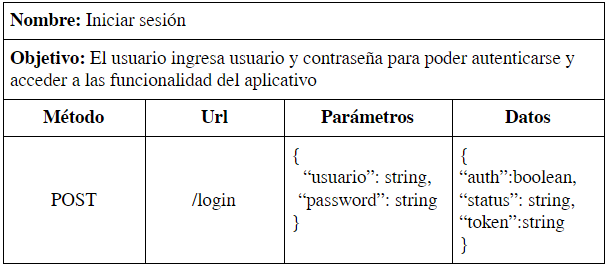 Nombre: Iniciar sesión
Objetivo: El usuario ingresa usuario y contraseña para poder autenticarse y
acceder a las funcionalidad del aplicativo
Método Url Parámetros Datos
POST
/login
{
“usuario”: string,
“password”: string
}
{
“auth”:boolean,
“status”: string,
“token”:string
}